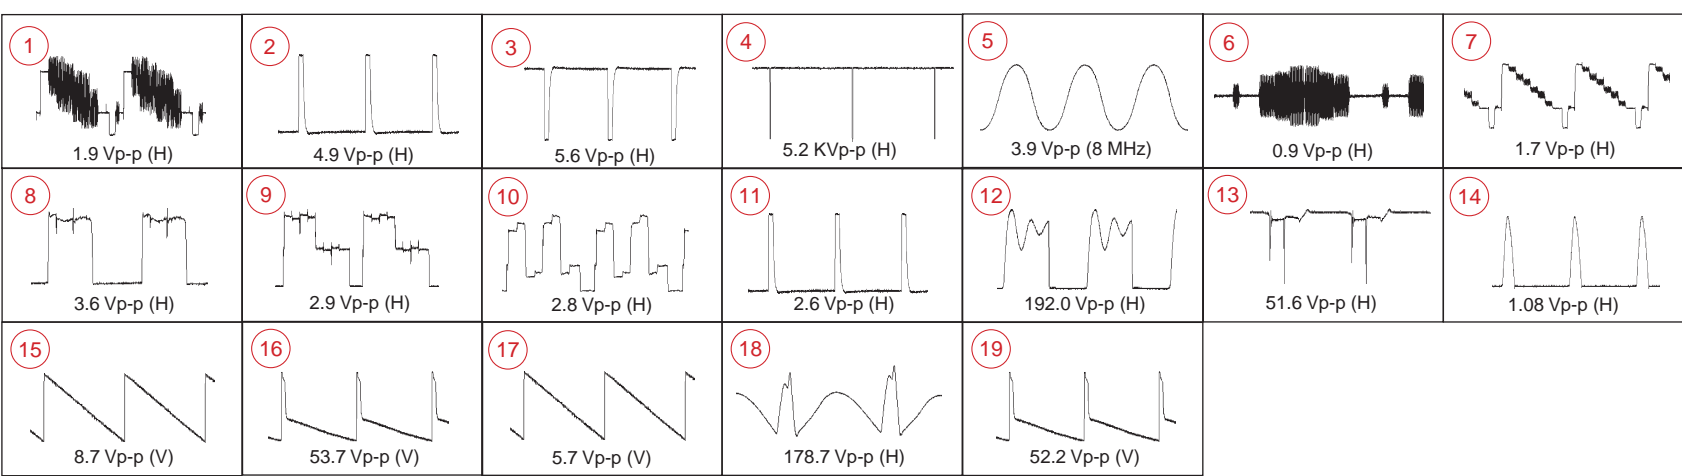 1
1.9 Vp-p (H)
2
4.9 Vp-p (H)
3
5.6 Vp-p (H)
4
5.2 KVp-p (H)
5
3.9 Vp-p (8 MHz)
6
0.9 Vp-p (H)
7
1.7 Vp-p (H)
8
3.6 Vp-p (H)
9
2.9 Vp-p (H)
10
2.8 Vp-p (H)
11
2.6 Vp-p (H)
12
192.0 Vp-p (H)
13
51.6 Vp-p (H)
14
1.08 Vp-p (H)
15
8.7 Vp-p (V)
16
53.7 Vp-p (V)
17
5.7 Vp-p (V)
18
178.7 Vp-p (H)
19
52.2 Vp-p (V)